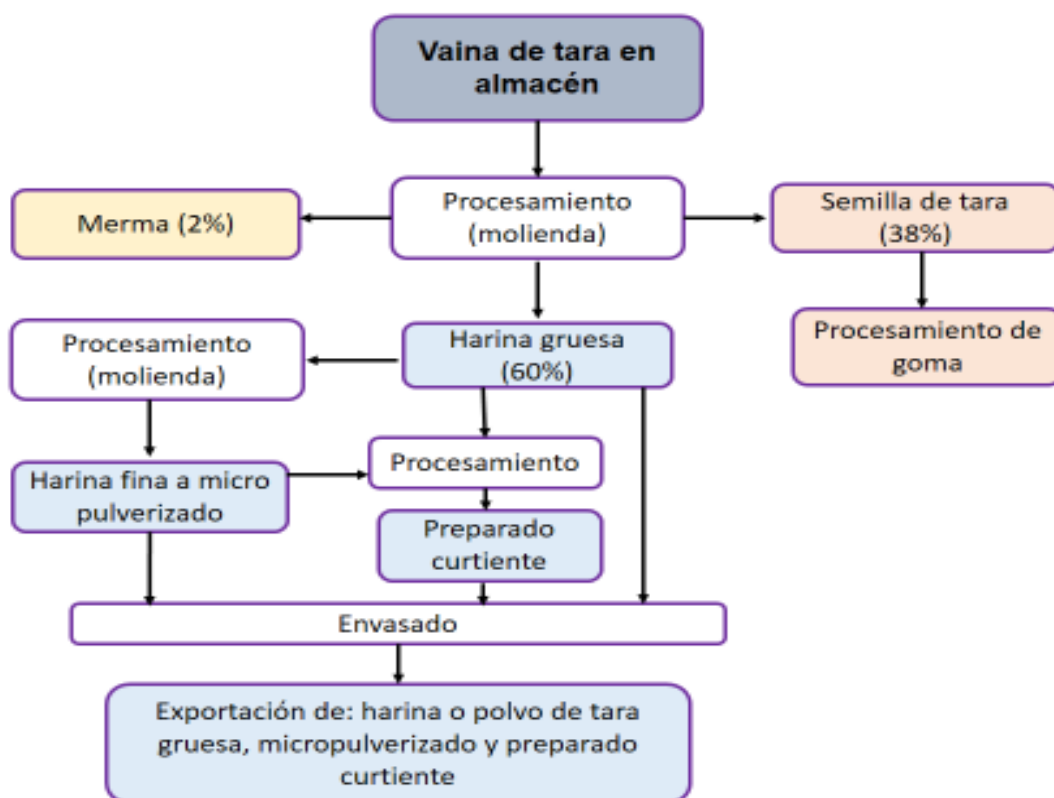 Vaina de tara en
almacén
Merma (2%)
Procesamiento
(molienda)
Semilla de tara
(38%)
Procesamiento
(molienda)
Harina gruesa
(60%)
Procesamiento de
goma
Harina fina a micro
pulverizado
Procesamiento
Preparado
curtiente
Envasado
Exportación de: harina o polvo de tara
gruesa, micropulverizado y preparado
curtiente